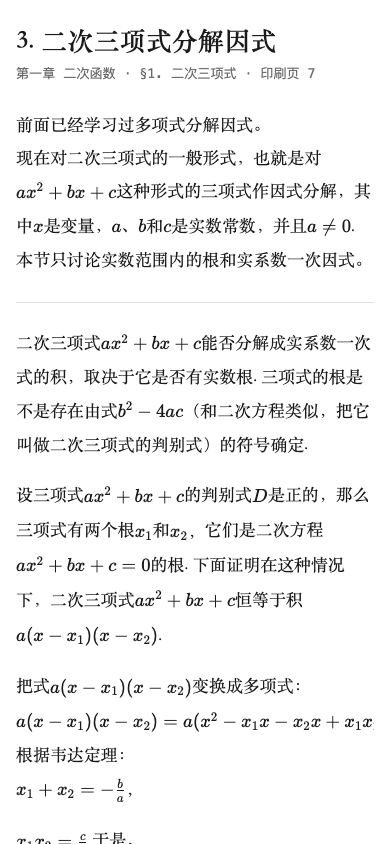 3. 二次三项式分解因式
第一章 二次函数 · §1. 二次三项式 · 印刷页 7
前面已经学习过多项式分解因式。
现在对二次三项式的一般形式，也就是对
ax² + bx + c这种形式的三项式作因式分解，其
中x是变量，a、b和c是实数常数，并且a ≠ 0.
本节只讨论实数范围内的根和实系数一次因式。
二次三项式ax² + bx + c能否分解成实系数一次
式的积，取决于它是否有实数根. 三项式的根是
不是存在由式b² − 4ac（和二次方程类似，把它
叫做二次三项式的判别式）的符号确定.
设三项式ax² + bx + c的判别式D是正的，那么
三项式有两个根x₁和x₂，它们是二次方程
ax² + bx + c = 0的根. 下面证明在这种情况
下，二次三项式ax² + bx + c恒等于积
a(x − x₁)(x − x₂).
把式a(x − x₁)(x − x₂)变换成多项式：
a(x − x₁)(x − x₂) = a(x² − x₁x − x₂x + x₁x
根据韦达定理：
x₁ + x₂ = −b/a,
x₁x₂ = c/a 于是,